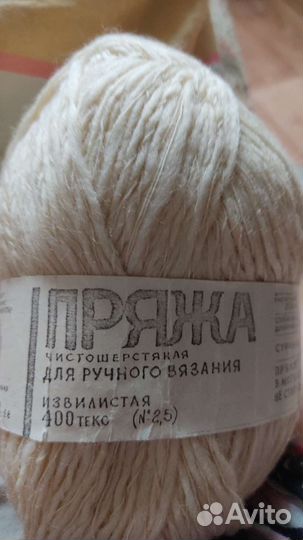 ПРЯЖА
ЧИСТОШЕРСТЯНАЯ
ДЛЯ РУЧНОГО ВЯЗАНИЯ
ИЗВИЛИСТАЯ
400 ТЕКС (№2,5)
Avito